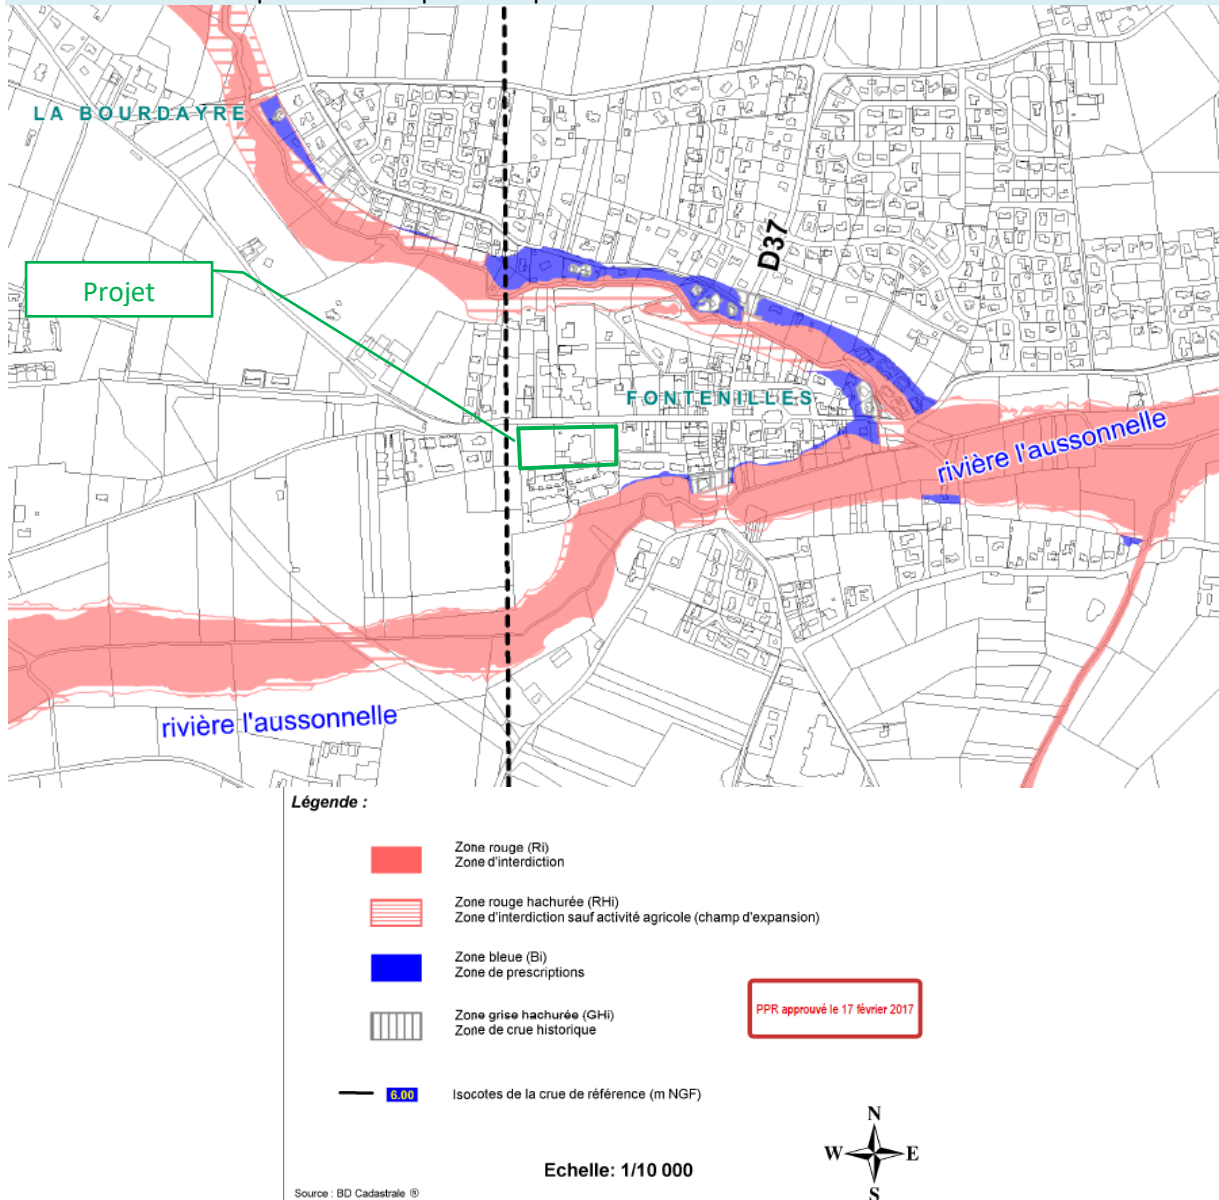 LA BOURDAYRE
D37
Projet
FONTENILLES
rivière l'aussonnelle
rivière l'aussonnelle
Légende :
Zone rouge (Ri)
Zone d'interdiction
Zone rouge hachurée (RHi)
Zone d'interdiction sauf activité agricole (champ d'expansion)
Zone bleue (Bi)
Zone de prescriptions
PPR approuvé le 17 février 2017
Zone grise hachurée (GHi)
Zone de crue historique
6.00
Isocotes de la crue de référence (m NGF)
N
W
E
S
Echelle: 1/10 000
Source : BD Cadastrale ®